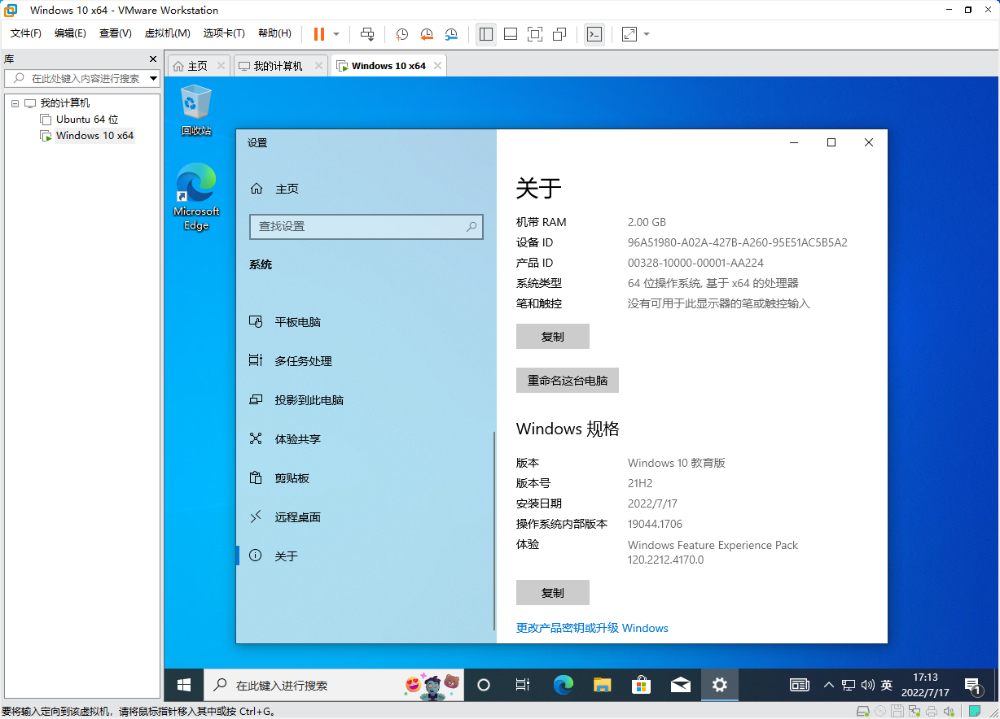 Windows 10 x64 - VMware Workstation
文件(F) 编辑(E) 查看(V) 虚拟机(M) 选项卡(T) 帮助(H)
库
在此处键入内容进行搜索
我的计算机
Ubuntu 64 位
Windows 10 x64
主页 我的计算机 Windows 10 x64
回收站
Microsoft
Edge
设置
主页
查找设置
系统
平板电脑
多任务处理
投影到此电脑
体验共享
剪贴板
远程桌面
关于
关于
机带 RAM 2.00 GB
设备 ID 96A51980-A02A-427B-A260-95E51AC5B5A2
产品 ID 00328-10000-00001-AA224
系统类型 64 位操作系统, 基于 x64 的处理器
笔和触控 没有可用于此显示器的笔或触控输入
复制
重命名这台电脑
Windows 规格
版本 Windows 10 教育版
版本号 21H2
安装日期 2022/7/17
操作系统内部版本 19044.1706
体验 Windows Feature Experience Pack
120.2212.4170.0
复制
更改产品密钥或升级 Windows
在此键入进行搜索
英
17:13
2022/7/17
1
要将输入定向到该虚拟机，请将鼠标指针移入其中或按 Ctrl+G。